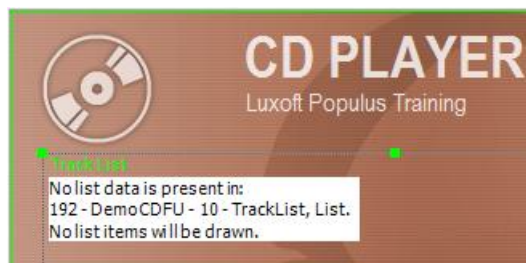 CD PLAYER
Luxoft Populus Training
Track List
No list data is present in:
192 - DemoCDFU - 10 - TrackList, List.
No list items will be drawn.